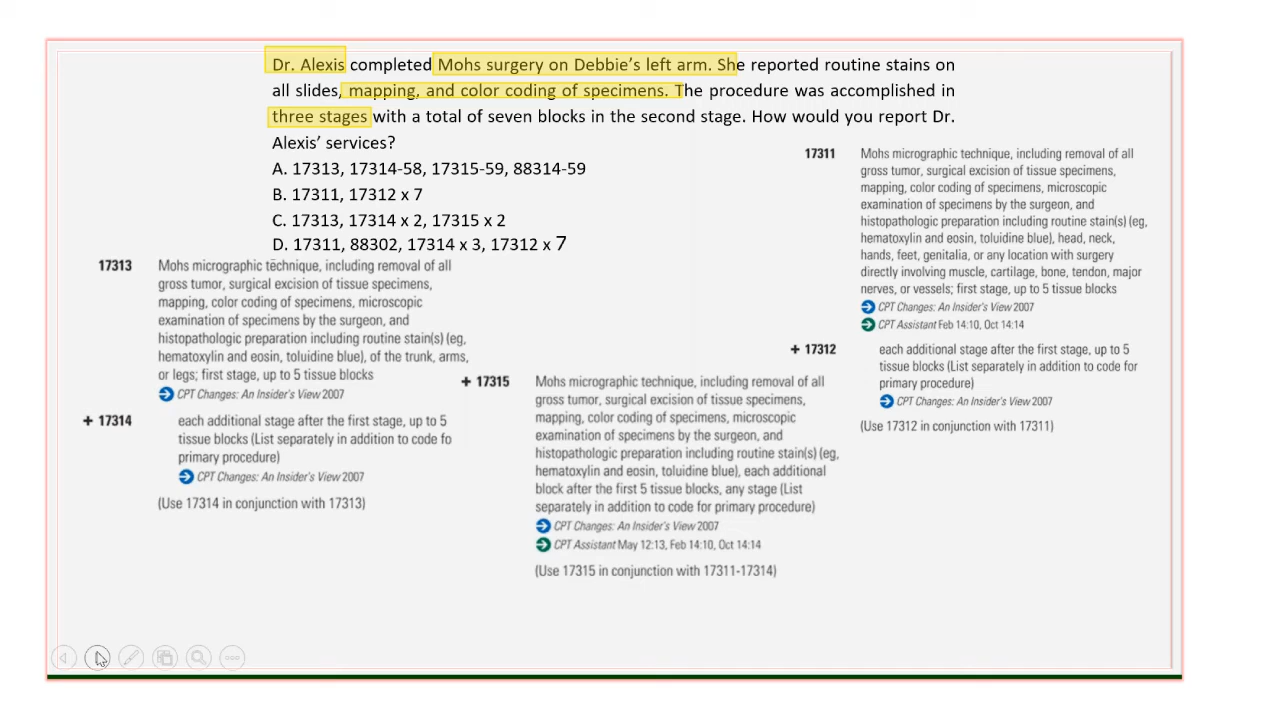 Dr. Alexis completed Mohs surgery on Debbie's left arm. She reported routine stains on
all slides, mapping, and color coding of specimens. The procedure was accomplished in
three stages with a total of seven blocks in the second stage. How would you report Dr.
Alexis' services?
A. 17313, 17314-58, 17315-59, 88314-59
B. 17311, 17312 x 7
C. 17313, 17314 x 2, 17315 x 2
D. 17311, 88302, 17314 x 3, 17312 x 7
17313 Mohs micrographic technique, including removal of all
gross tumor, surgical excision of tissue specimens,
mapping, color coding of specimens, microscopic
examination of specimens by the surgeon, and
histopathologic preparation including routine stain(s) (eg,
hematoxylin and eosin, toluidine blue), of the trunk, arms,
or legs; first stage, up to 5 tissue blocks
CPT Changes: An Insider's View 2007
+ 17314 each additional stage after the first stage, up to 5
tissue blocks (List separately in addition to code fo
primary procedure)
CPT Changes: An Insider's View 2007
(Use 17314 in conjunction with 17313)
+ 17315 Mohs micrographic technique, including removal of all
gross tumor, surgical excision of tissue specimens,
mapping, color coding of specimens, microscopic
examination of specimens by the surgeon, and
histopathologic preparation including routine stain(s) (eg,
hematoxylin and eosin, toluidine blue), each additional
block after the first 5 tissue blocks, any stage (List
separately in addition to code for primary procedure)
CPT Changes: An Insider's View 2007
CPT Assistant May 12:13, Feb 14:10, Oct 14:14
(Use 17315 in conjunction with 17311-17314)
17311 Mohs micrographic technique, including removal of all
gross tumor, surgical excision of tissue specimens,
mapping, color coding of specimens, microscopic
examination of specimens by the surgeon, and
histopathologic preparation including routine stain(s) (eg,
hematoxylin and eosin, toluidine blue), head, neck,
hands, feet, genitalia, or any location with surgery
directly involving muscle, cartilage, bone, tendon, major
nerves, or vessels; first stage, up to 5 tissue blocks
CPT Changes: An Insider's View 2007
CPT Assistant Feb 14:10, Oct 14:14
+ 17312 each additional stage after the first stage, up to 5
tissue blocks (List separately in addition to code for
primary procedure)
CPT Changes: An Insider's View 2007
(Use 17312 in conjunction with 17311)